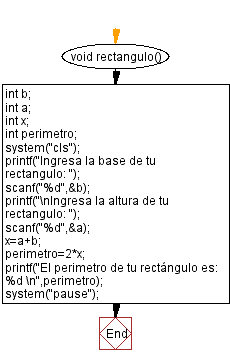 void rectangulo()
int b;
int a;
int x;
int perimetro;
system("cls");
printf("Ingresa la base de tu
rectangulo: ");
scanf("%d",&b);
printf("\nIngresa la altura de tu
rectangulo: ");
scanf("%d",&a);
x=a+b;
perimetro=2*x;
printf("El perimetro de tu rectángulo es:
%d \n",perimetro);
system("pause");
End